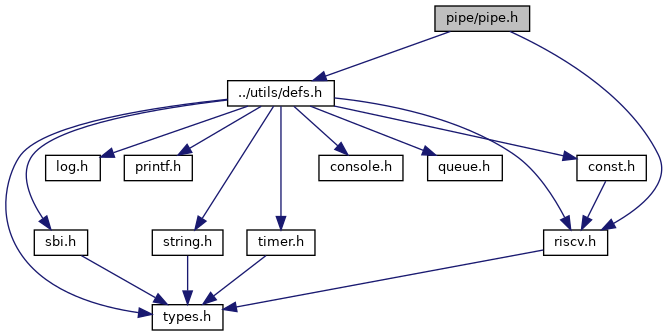 pipe/pipe.h
../utils/defs.h
log.h
printf.h
console.h
queue.h
const.h
sbi.h
string.h
timer.h
riscv.h
types.h